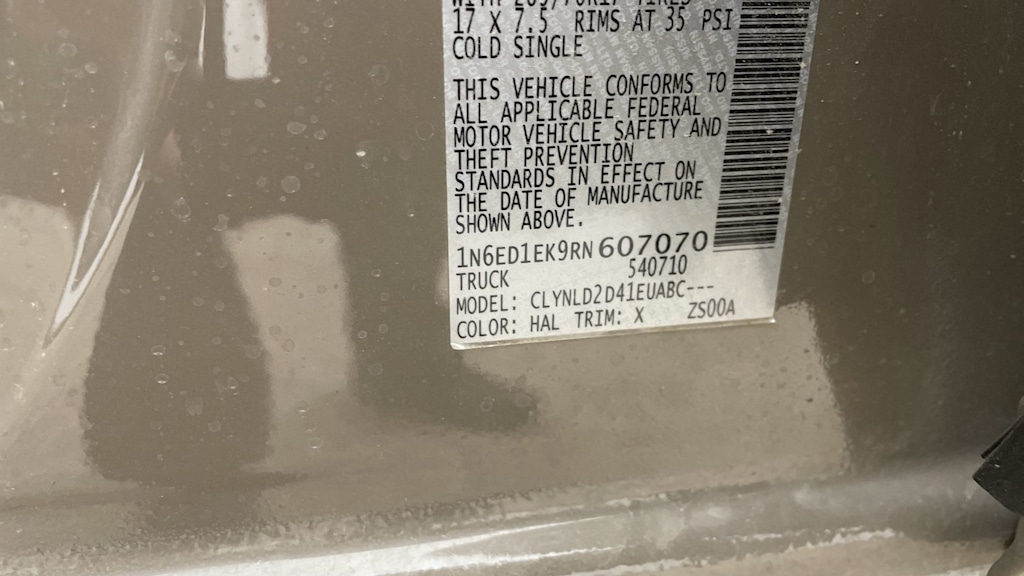 17 X 7.5 RIMS AT 35 PSI
COLD SINGLE
THIS VEHICLE CONFORMS TO
ALL APPLICABLE FEDERAL
MOTOR VEHICLE SAFETY AND
THEFT PREVENTION
STANDARDS IN EFFECT ON
THE DATE OF MANUFACTURE
SHOWN ABOVE.
1N6ED1EK9RN607070
TRUCK 540710
MODEL: CLYNLD2D41EUABC---
COLOR: HAL TRIM: X ZS00A